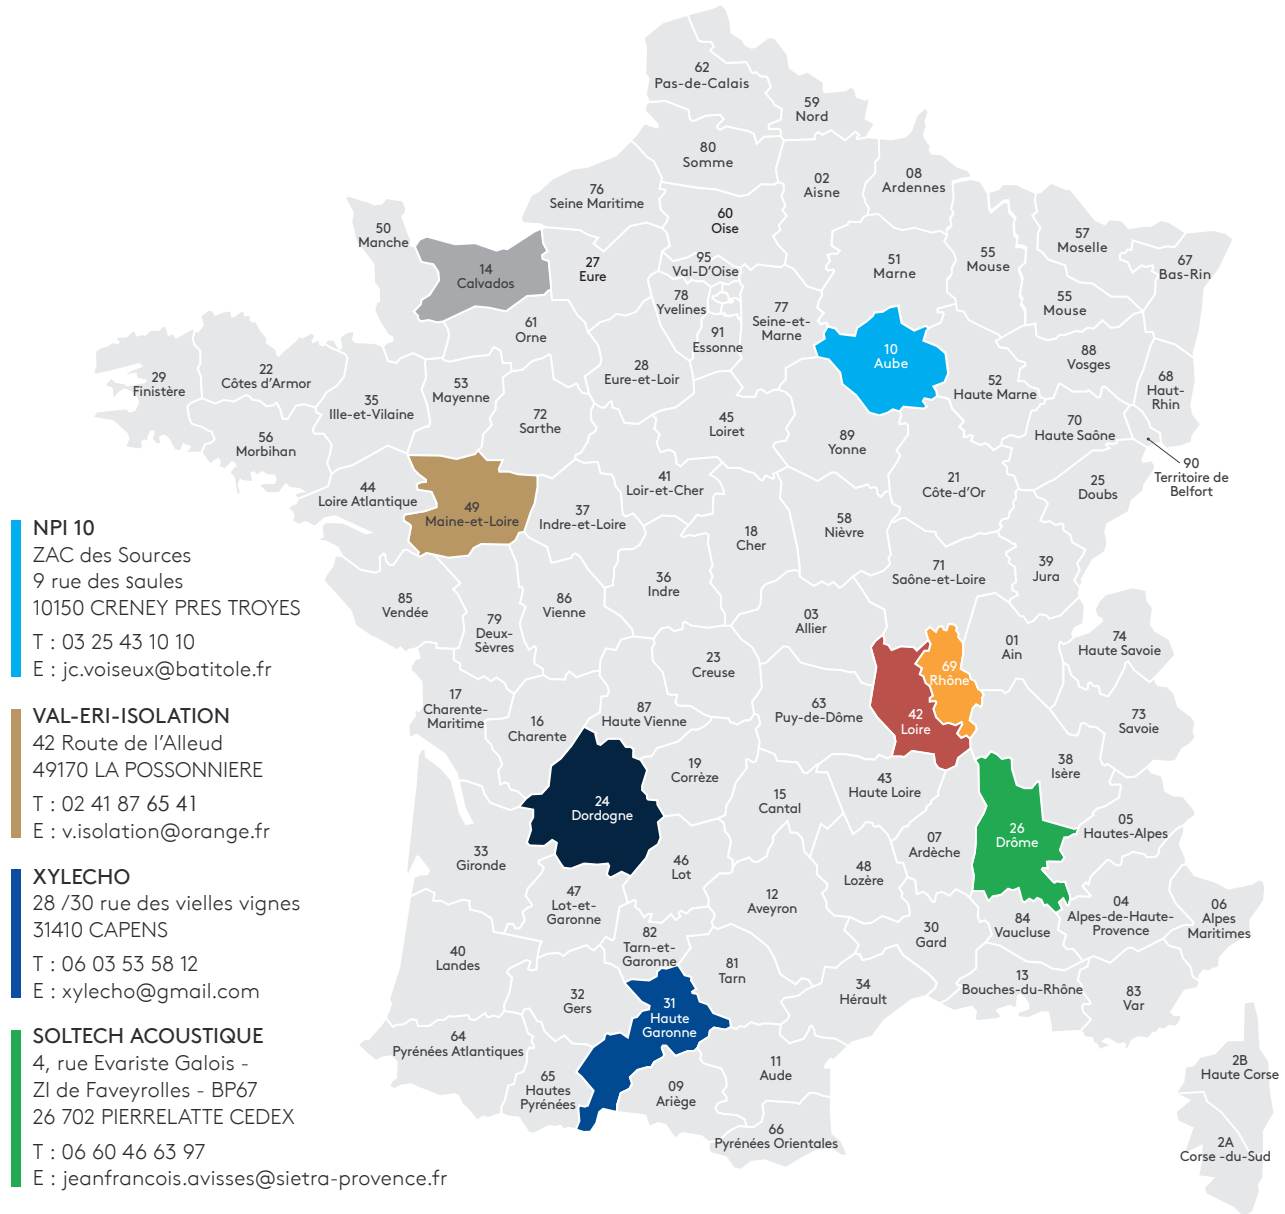 62
Pas-de-Calais
59
Nord
80
Somme
02
Aisne
08
Ardennes
76
Seine Maritime
60
Oise
50
Manche
14
Calvados
27
Eure
95
Val-D'Oise
78
Yvelines
91
Essonne
77
Seine-et-
Marne
51
Marne
55
Mouse
57
Moselle
67
Bas-Rin
55
Mouse
61
Orne
10
Aube
88
Vosges
68
Haut-
Rhin
29
Finistère
22
Côtes d'Armor
35
Ille-et-Vilaine
53
Mayenne
28
Eure-et-Loir
52
Haute Marne
56
Morbihan
72
Sarthe
45
Loiret
89
Yonne
70
Haute Saône
90
Territoire de
Belfort
44
Loire Atlantique
49
Maine-et-Loire
37
Indre-et-Loire
41
Loir-et-Cher
18
Cher
58
Nièvre
21
Côte-d'Or
25
Doubs
71
Saône-et-Loire
39
Jura
85
Vendée
79
Deux-
Sèvres
86
Vienne
36
Indre
03
Allier
01
Ain
74
Haute Savoie
23
Creuse
69
Rhône
17
Charente-
Maritime
16
Charente
87
Haute Vienne
63
Puy-de-Dôme
42
Loire
73
Savoie
38
Isère
24
Dordogne
19
Corrèze
15
Cantal
43
Haute Loire
07
Ardèche
26
Drôme
05
Hautes-Alpes
33
Gironde
46
Lot
48
Lozère
47
Lot-et-
Garonne
12
Aveyron
30
Gard
84
Vaucluse
04
Alpes-de-Haute-
Provence
06
Alpes
Maritimes
40
Landes
82
Tarn-et-
Garonne
81
Tarn
34
Hérault
13
Bouches-du-Rhône
83
Var
32
Gers
31
Haute
Garonne
64
Pyrénées Atlantiques
65
Hautes
Pyrénées
09
Ariège
11
Aude
66
Pyrénées Orientales
2B
Haute Corse
2A
Corse -du-Sud
NPI 10
ZAC des Sources
9 rue des saules
10150 CRENEY PRES TROYES
T : 03 25 43 10 10
E : jc.voiseux@batitole.fr
VAL-ERI-ISOLATION
42 Route de l'Alleud
49170 LA POSSONNIERE
T : 02 41 87 65 41
E : v.isolation@orange.fr
XYLECHO
28 /30 rue des vielles vignes
31410 CAPENS
T : 06 03 53 58 12
E : xylecho@gmail.com
SOLTECH ACOUSTIQUE
4, rue Evariste Galois -
ZI de Faveyrolles - BP67
26 702 PIERRELATTE CEDEX
T : 06 60 46 63 97
E : jeanfrancois.avisses@sietra-provence.fr